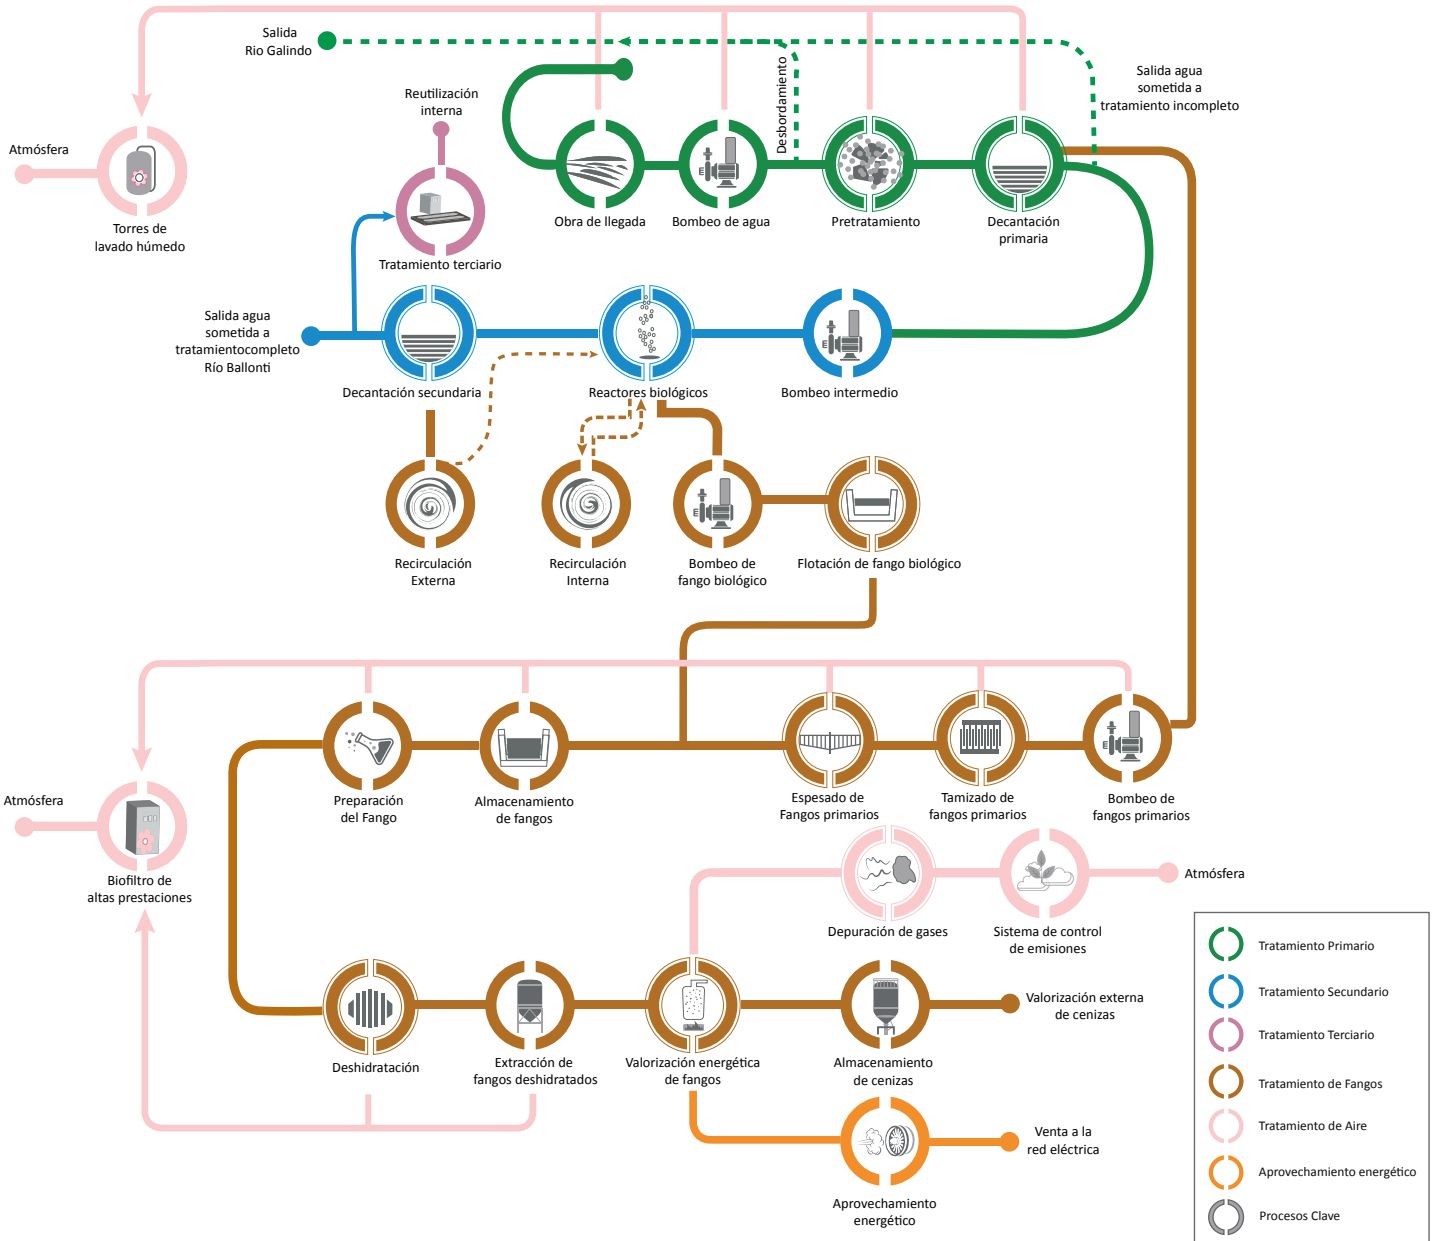 Salida
Rio Galindo
Desbordamiento
Salida agua
sometida a
tratamiento incompleto
Reutilización
interna
Atmósfera
Torres de
lavado húmedo
Obra de llegada
Bombeo de agua
Pretratamiento
Decantación
primaria
Tratamiento terciario
Salida agua
sometida a
tratamientocompleto
Río Ballonti
Decantación secundaria
Reactores biológicos
Bombeo intermedio
Recirculación
Externa
Recirculación
Interna
Bombeo de
fango biológico
Flotación de fango biológico
Preparación
del Fango
Almacenamiento
de fangos
Espesado de
Fangos primarios
Tamizado de
fangos primarios
Bombeo de
fangos primarios
Atmósfera
Biofiltro de
altas prestaciones
Depuración de gases
Sistema de control
de emisiones
Atmósfera
Deshidratación
Extracción de
fangos deshidratados
Valorización energética
de fangos
Almacenamiento
de cenizas
Valorización externa
de cenizas
Aprovechamiento
energético
Venta a la
red eléctrica
Tratamiento Primario
Tratamiento Secundario
Tratamiento Terciario
Tratamiento de Fangos
Tratamiento de Aire
Aprovechamiento energético
Procesos Clave